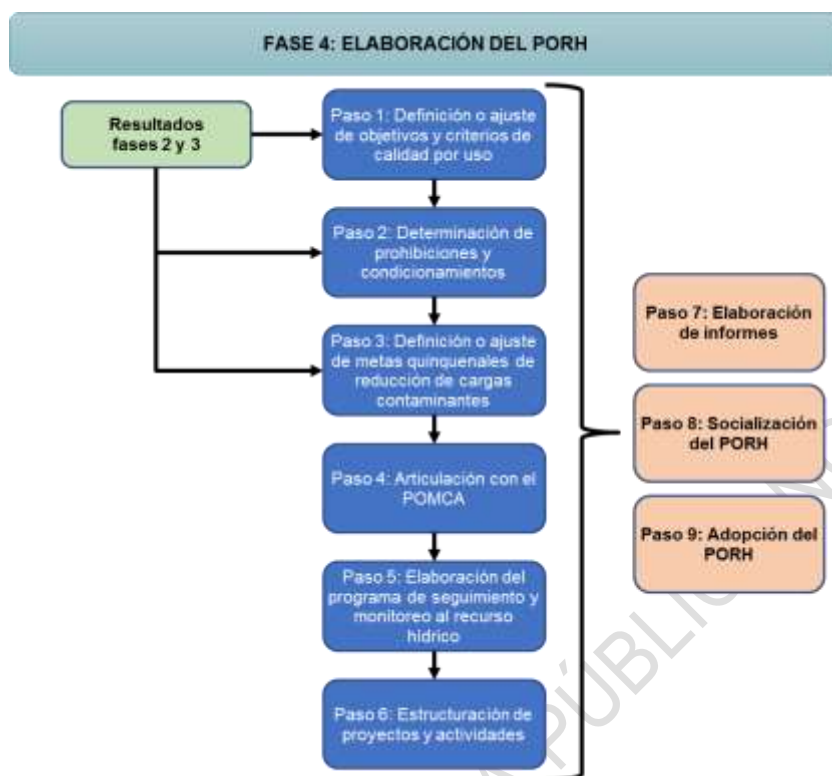 FASE 4: ELABORACIÓN DEL PORH
Resultados
fases 2 y 3
Paso 1: Definición o ajuste
de objetivos y criterios de
calidad por uso
Paso 2: Determinación de
prohibiciones y
condicionamientos
Paso 3: Definición o ajuste
de metas quinquenales de
reducción de cargas
contaminantes
Paso 4: Articulación con el
POMCA
Paso 5: Elaboración del
programa de seguimiento y
monitoreo al recurso
hídrico
Paso 6: Estructuración de
proyectos y actividades
Paso 7: Elaboración
de informes
Paso 8: Socialización
del PORH
Paso 9: Adopción del
PORH
PÚBLIC